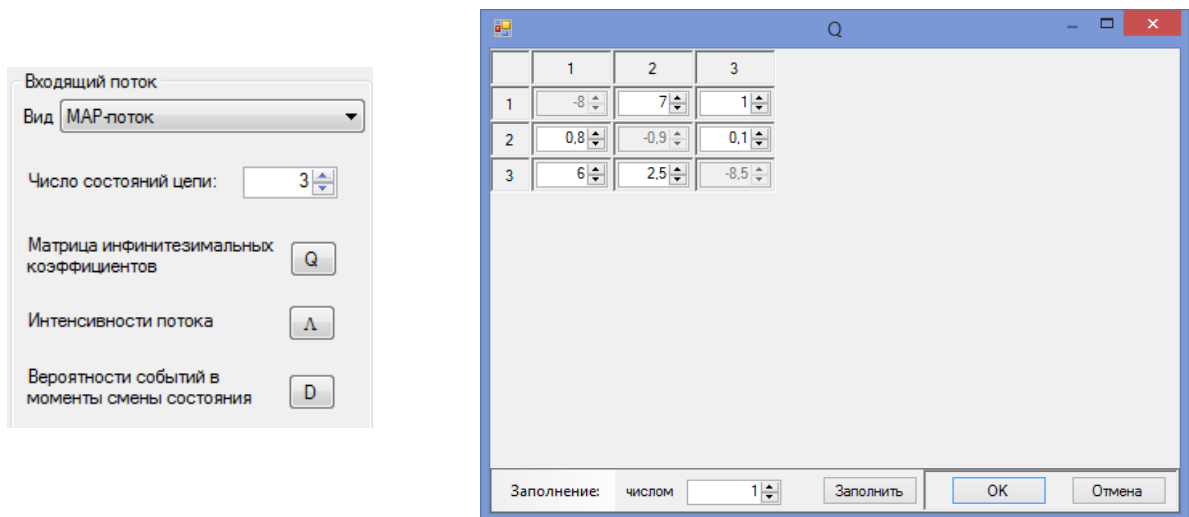 Входящий поток
Вид MAP-поток
Число состояний цепи: 3
Матрица инфинитезимальных
коэффициентов
Q
Интенсивности потока Λ
Вероятности событий в
моменты смены состояния
D
Q
1 2 3
1 -8 7 1
2 0,8 -0,9 0,1
3 6 2,5 -8,5
Заполнение: числом 1 Заполнить OK Отмена